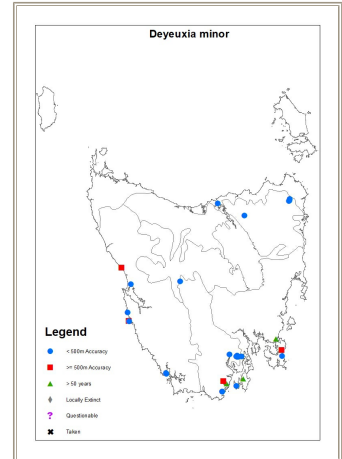 Deyeuxia minor
Legend
< 500m Accuracy
>= 500m Accuracy
> 50 years
Locally Extinct
Questionable
Taken